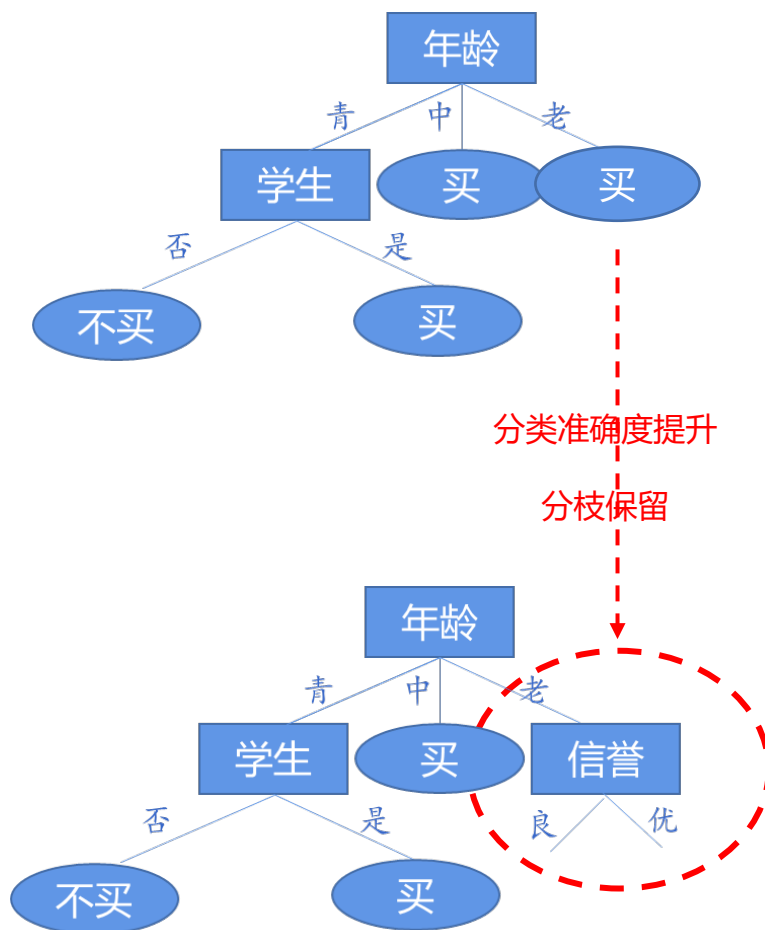 年龄
青 中 老
学生 买 买
否 是
不买 买
分类准确度提升
分枝保留
年龄
青 中 老
学生 买 信誉
否 是 良 优
不买 买